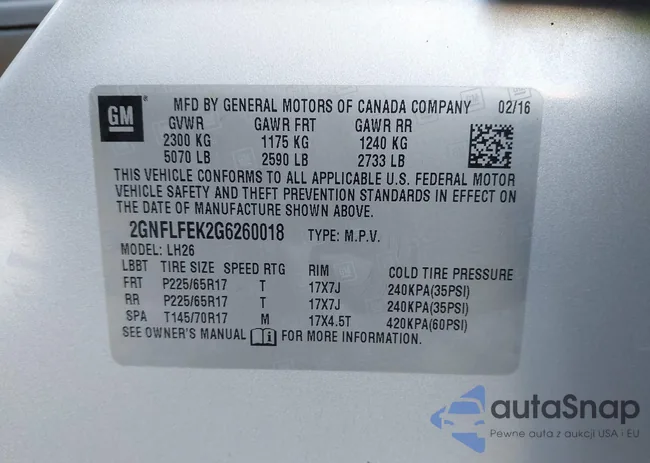 GM
MFD BY GENERAL MOTORS OF CANADA COMPANY 02/16
GVWR GAWR FRT GAWR RR
2300 KG 1175 KG 1240 KG
5070 LB 2590 LB 2733 LB
THIS VEHICLE CONFORMS TO ALL APPLICABLE U.S. FEDERAL MOTOR
VEHICLE SAFETY AND THEFT PREVENTION STANDARDS IN EFFECT ON
THE DATE OF MANUFACTURE SHOWN ABOVE.
2GNFLFEK2G6260018 TYPE: M.P.V.
MODEL: LH26
LBBT TIRE SIZE SPEED RTG RIM COLD TIRE PRESSURE
FRT P225/65R17 T 17X7J 240KPA(35PSI)
RR P225/65R17 T 17X7J 240KPA(35PSI)
SPA T145/70R17 M 17X4.5T 420KPA(60PSI)
SEE OWNER'S MANUAL FOR MORE INFORMATION.
autaSnap
Pewne auta z aukcji USA i EU